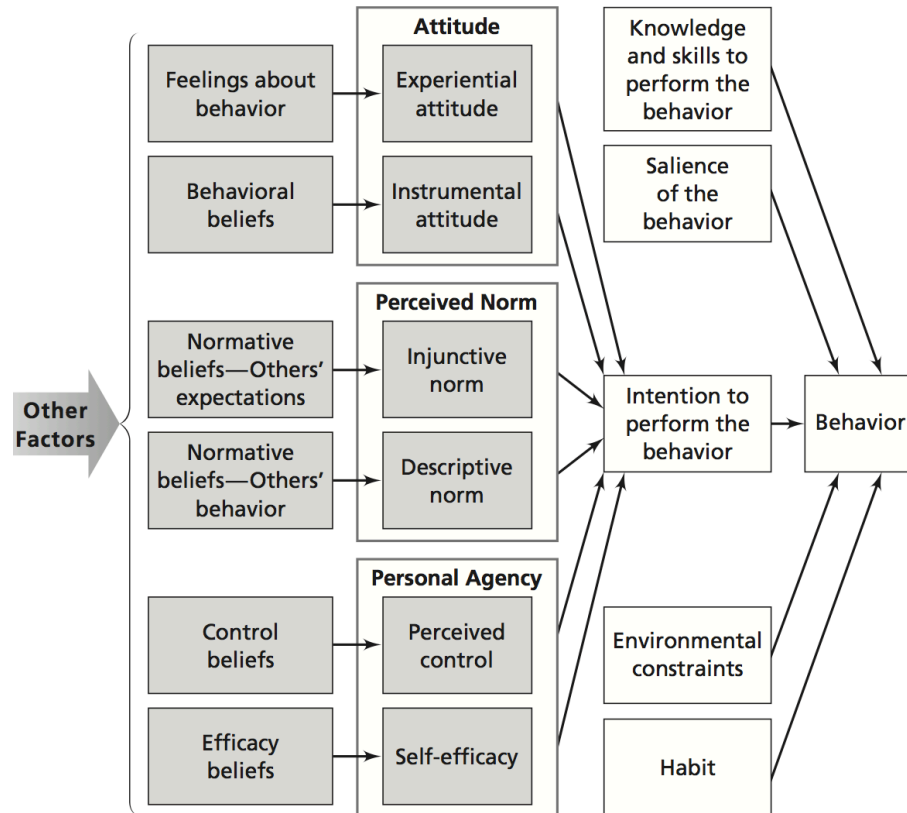 Other
Factors
Feelings about
behavior
Behavioral
beliefs
Normative
beliefs—Others’
expectations
Normative
beliefs—Others’
behavior
Control
beliefs
Efficacy
beliefs
Attitude
Experiential
attitude
Instrumental
attitude
Perceived Norm
Injunctive
norm
Descriptive
norm
Personal Agency
Perceived
control
Self-efficacy
Knowledge
and skills to
perform the
behavior
Salience
of the
behavior
Intention to
perform the
behavior
Environmental
constraints
Habit
Behavior